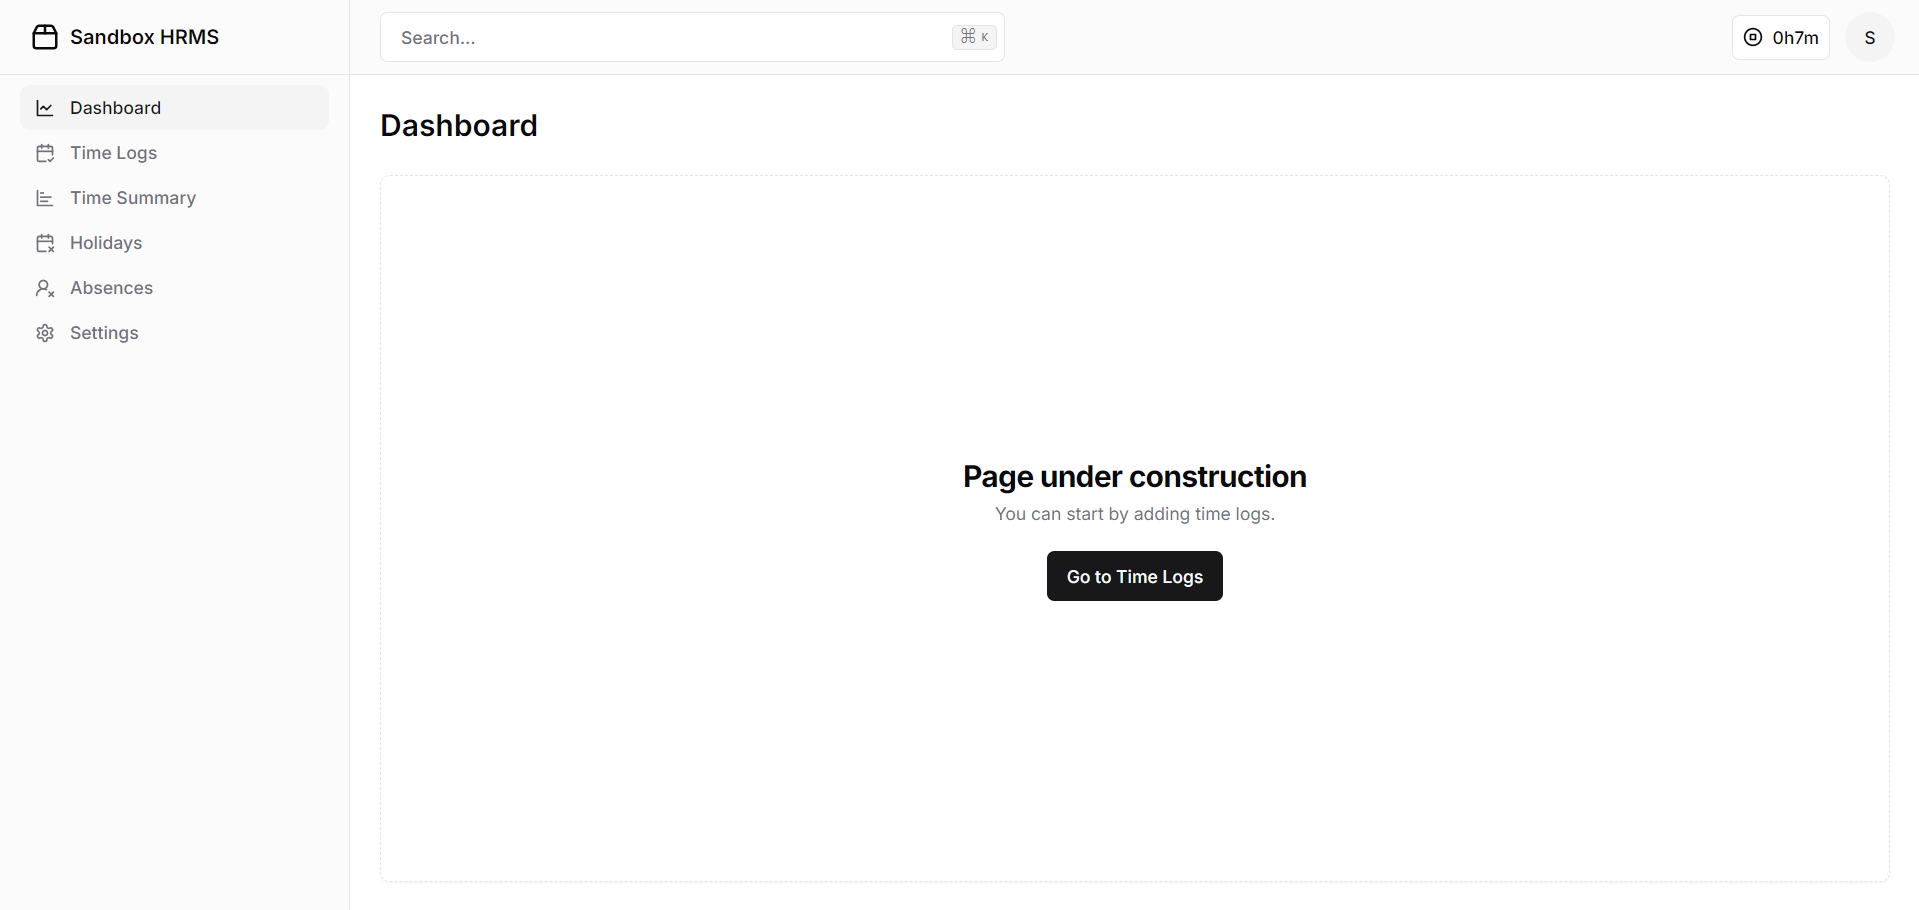 Sandbox HRMS
Search...
⌘ K
0h7m
S
Dashboard
Time Logs
Time Summary
Holidays
Absences
Settings
Dashboard
Page under construction
You can start by adding time logs.
Go to Time Logs